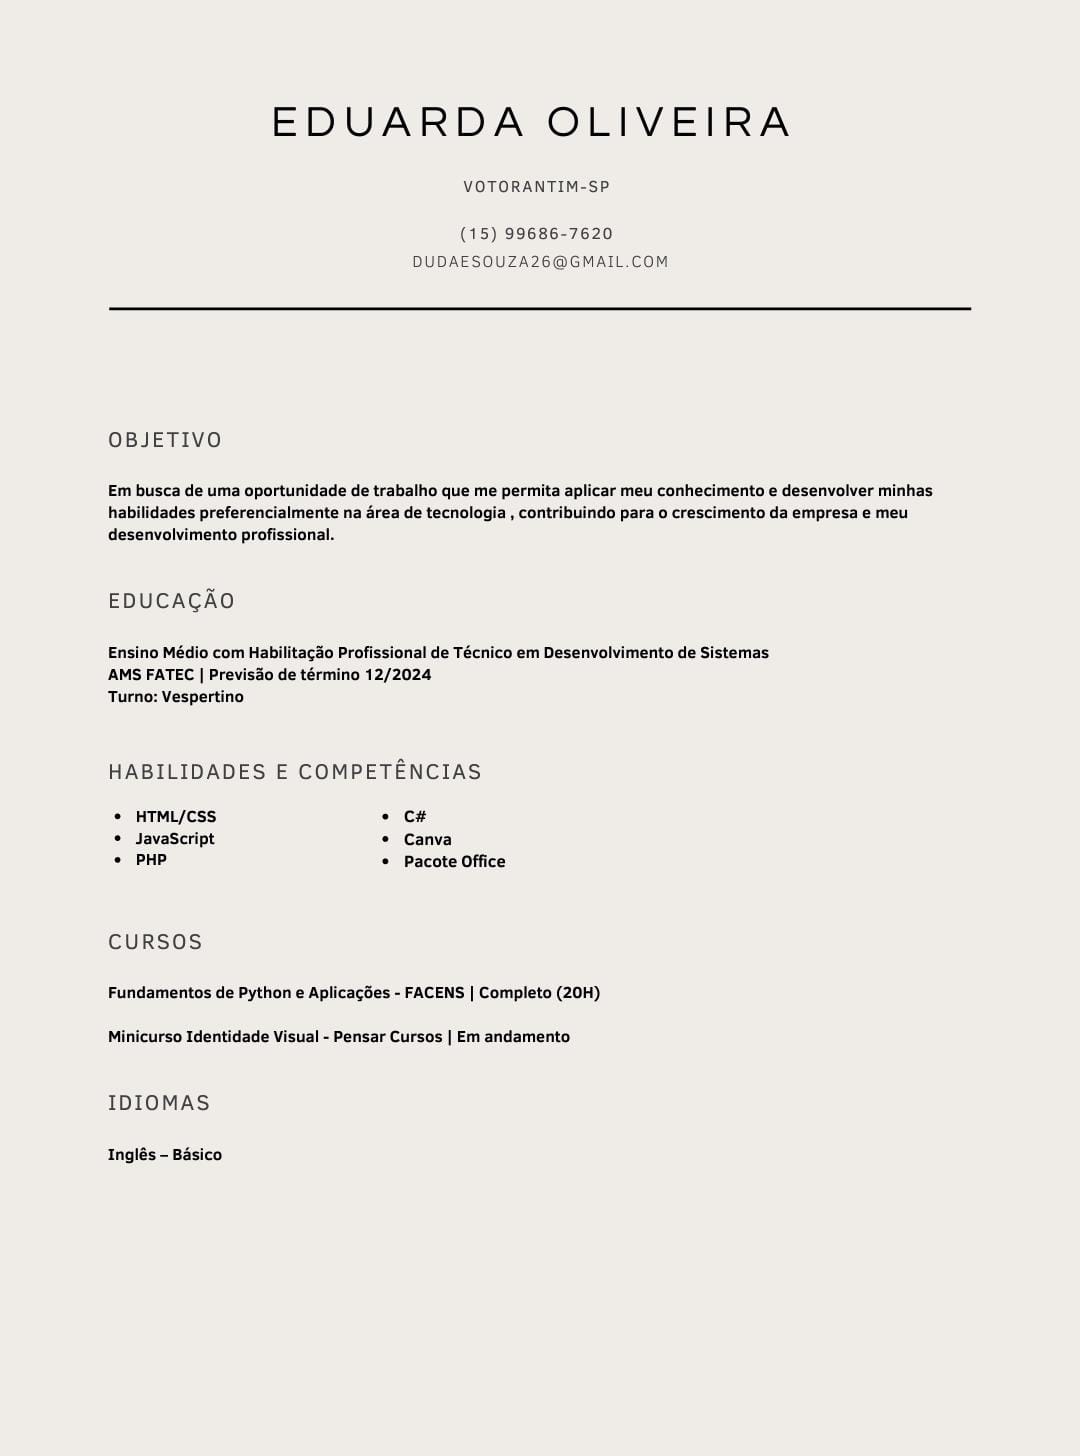 EDUARDA OLIVEIRA
VOTORANTIM-SP
(15) 99686-7620
DUDAESOUZA26@GMAIL.COM
OBJETIVO
Em busca de uma oportunidade de trabalho que me permita aplicar meu conhecimento e desenvolver minhas
habilidades preferencialmente na área de tecnologia , contribuindo para o crescimento da empresa e meu
desenvolvimento profissional.
EDUCAÇÃO
Ensino Médio com Habilitação Profissional de Técnico em Desenvolvimento de Sistemas
AMS FATEC | Previsão de término 12/2024
Turno: Vespertino
HABILIDADES E COMPETÊNCIAS
• HTML/CSS
• JavaScript
• PHP
• C#
• Canva
• Pacote Office
CURSOS
Fundamentos de Python e Aplicações - FACENS | Completo (20H)
Minicurso Identidade Visual - Pensar Cursos | Em andamento
IDIOMAS
Inglês – Básico